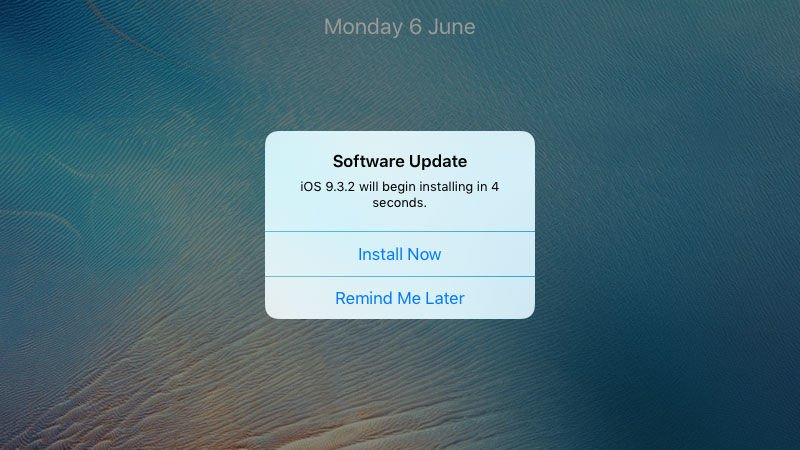 Monday 6 June
Software Update
iOS 9.3.2 will begin installing in 4
seconds.
Install Now
Remind Me Later